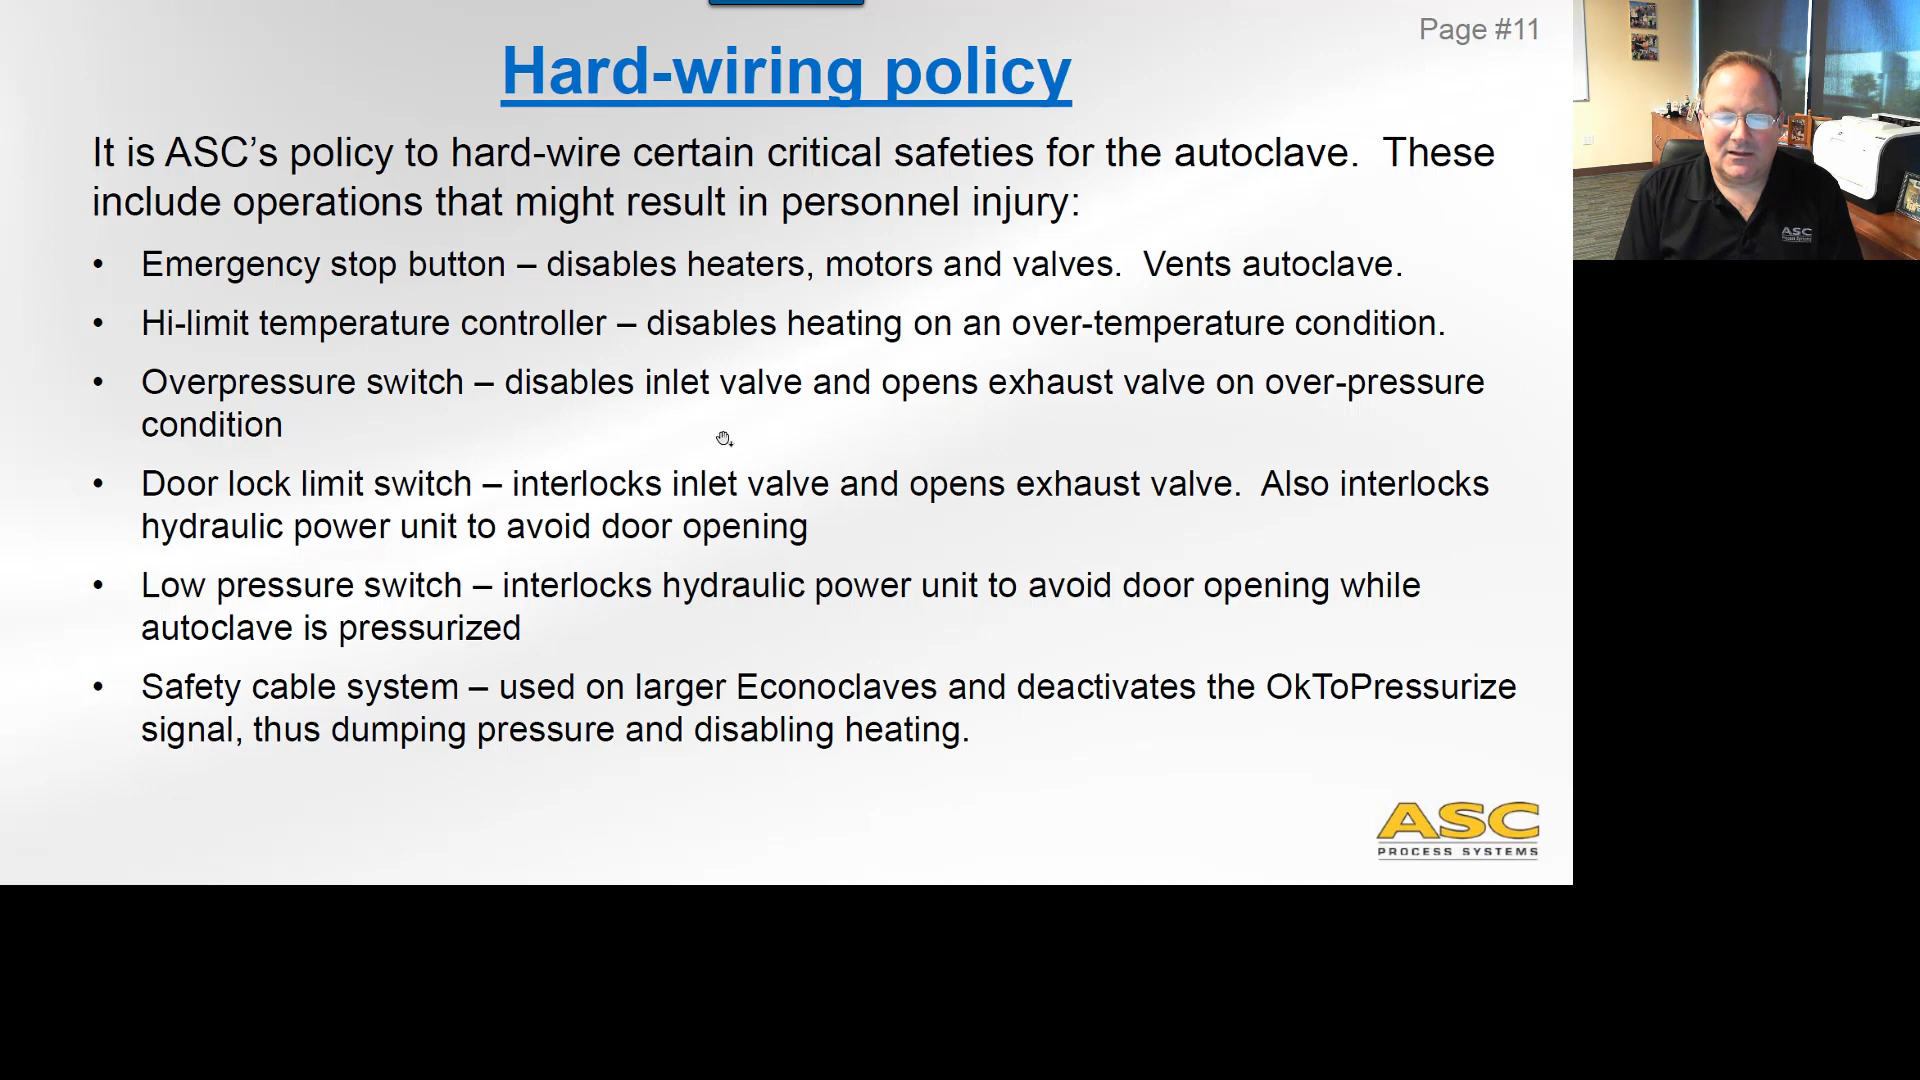 Page #11
Hard-wiring policy
It is ASC's policy to hard-wire certain critical safeties for the autoclave.  These
include operations that might result in personnel injury:
• Emergency stop button – disables heaters, motors and valves.  Vents autoclave.
• Hi-limit temperature controller – disables heating on an over-temperature condition.
• Overpressure switch – disables inlet valve and opens exhaust valve on over-pressure
condition
• Door lock limit switch – interlocks inlet valve and opens exhaust valve.  Also interlocks
hydraulic power unit to avoid door opening
• Low pressure switch – interlocks hydraulic power unit to avoid door opening while
autoclave is pressurized
• Safety cable system – used on larger Econoclaves and deactivates the OkToPressurize
signal, thus dumping pressure and disabling heating.
ASC
PROCESS SYSTEMS
ASC
Process Systems